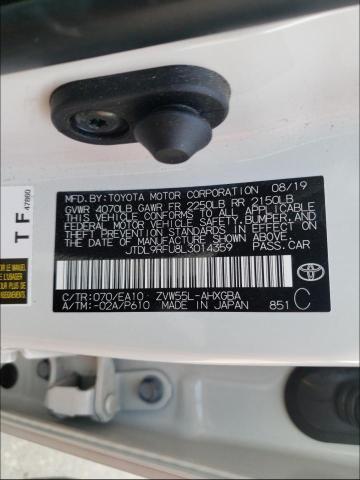 MFD. BY: TOYOTA MOTOR CORPORATION 08/19
GVWR 4070LB GAWR FR 2250LB RR 2150LB
THIS VEHICLE CONFORMS TO ALL APPLICABLE
FEDERAL MOTOR VEHICLE SAFETY, BUMPER, AND
THEFT PREVENTION STANDARDS IN EFFECT ON
THE DATE OF MANUFACTURE SHOWN ABOVE.
JTDL9RFU8L3014359 PASS.CAR
C/TR:070/EA10 ZVW55L-AHXGBA
A/TM:-02A/P610 MADE IN JAPAN 851 C
TF 47860